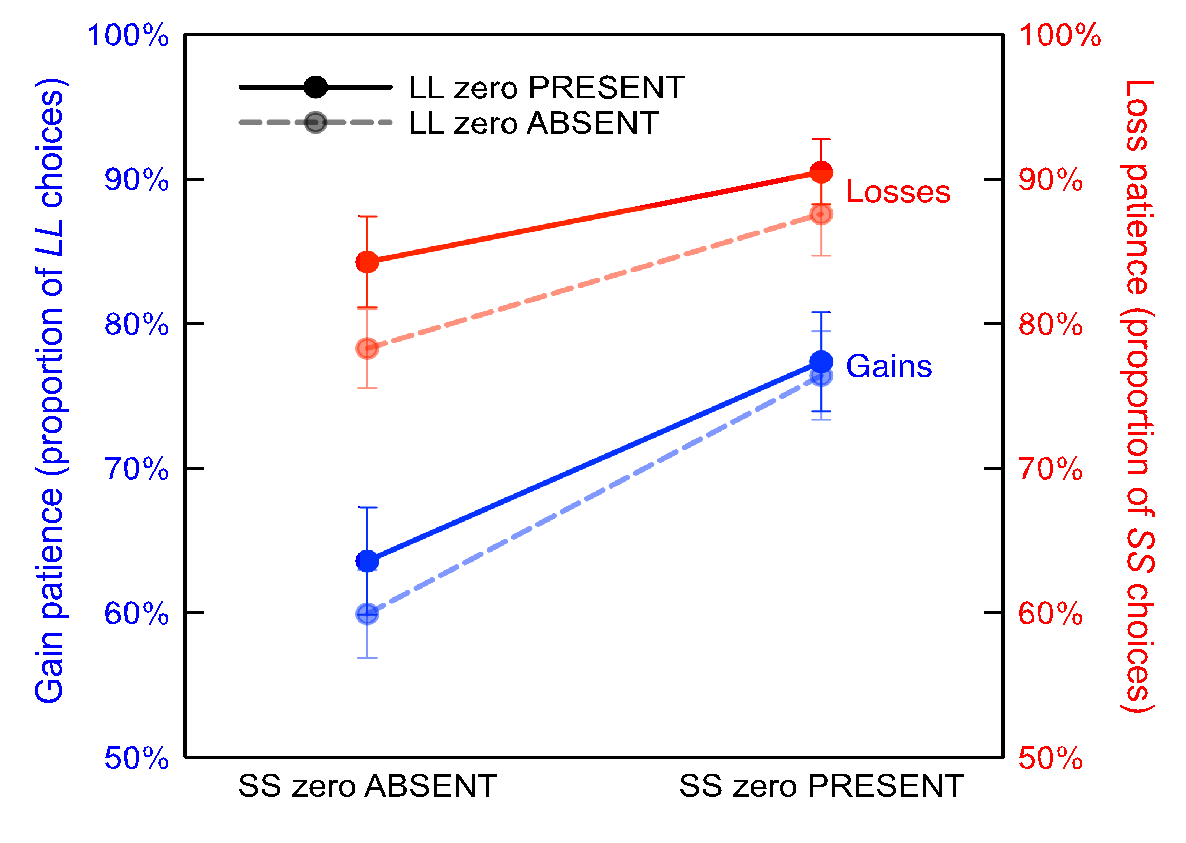 100%
90%
80%
70%
60%
50%
Gain patience (proportion of LL choices)
LL zero PRESENT
LL zero ABSENT
Losses
Gains
SS zero ABSENT
SS zero PRESENT
100%
90%
80%
70%
60%
50%
Loss patience (proportion of SS choices)